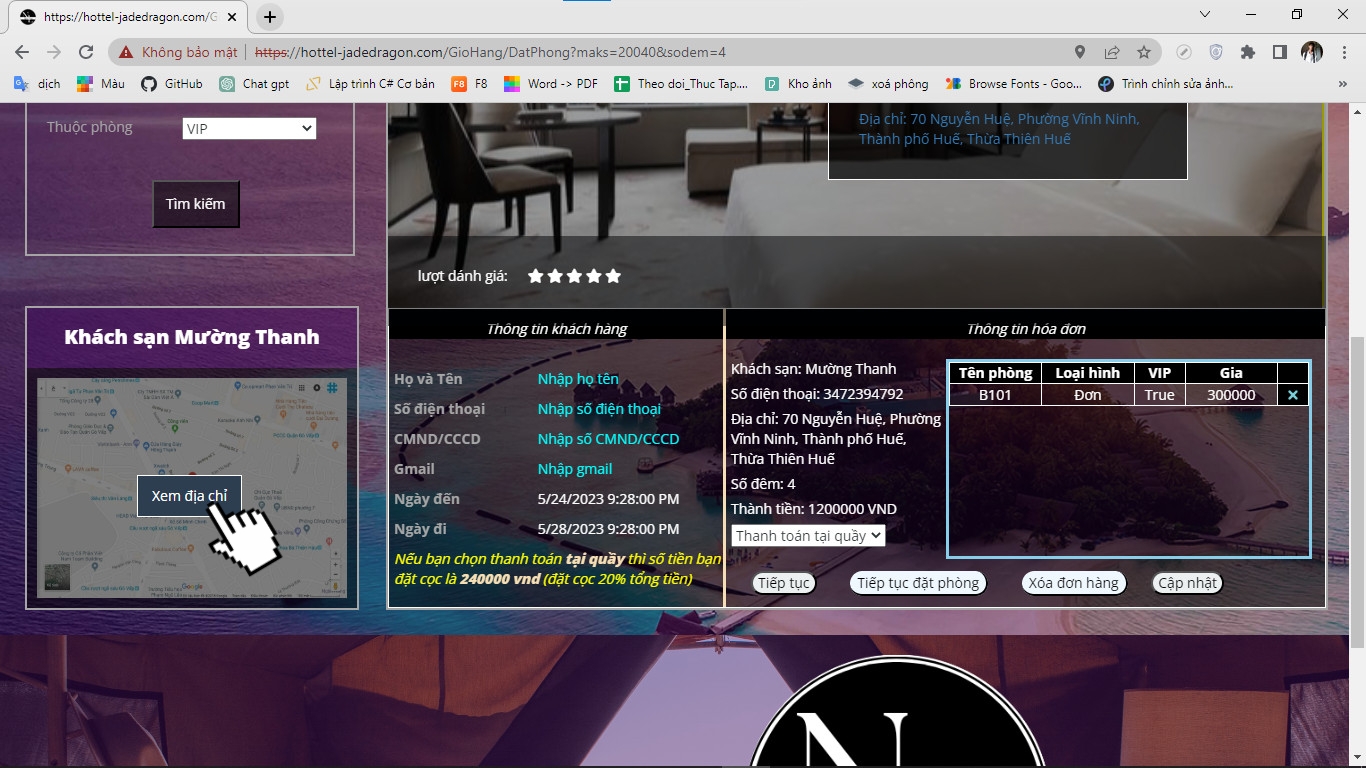 https://hottel-jadedragon.com/G
Không bảo mật
https://hottel-jadedragon.com/GioHang/DatPhong?maks=20040&sodem=4
dịch
Màu
GitHub
Chat gpt
Lập trình C# Cơ bản
F8
F8
Word -> PDF
Theo doi_Thuc Tap...
Kho ảnh
xoá phông
Browse Fonts - Goo...
Trình chỉnh sửa ản...
»
Thuộc phòng
VIP
Tìm kiếm
Địa chỉ: 70 Nguyễn Huệ, Phường Vĩnh Ninh,
Thành phố Huế, Thừa Thiên Huế
lượt dánh giá:
Khách sạn Mường Thanh
Xem địa chỉ
Google
Thông tin khách hàng
Họ và Tên
Nhập họ tên
Số điện thoại
Nhập số điện thoại
CMND/CCCD
Nhập số CMND/CCCD
Gmail
Nhập gmail
Ngày đến
5/24/2023 9:28:00 PM
Ngày đi
5/28/2023 9:28:00 PM
Nếu bạn chọn thanh toán tại quầy thì số tiền bạn
đặt cọc là 240000 vnd (đặt cọc 20% tổng tiền)
Thông tin hóa đơn
Khách sạn: Mường Thanh
Số điện thoại: 3472394792
Địa chỉ: 70 Nguyễn Huệ, Phường
Vĩnh Ninh, Thành phố Huế,
Thừa Thiên Huế
Số đêm: 4
Thành tiền: 1200000 VND
Thanh toán tại quầy
Tên phòng Loại hình VIP Gia
B101 Đơn True 300000
Tiếp tục
Tiếp tục đặt phòng
Xóa đơn hàng
Cập nhật
N